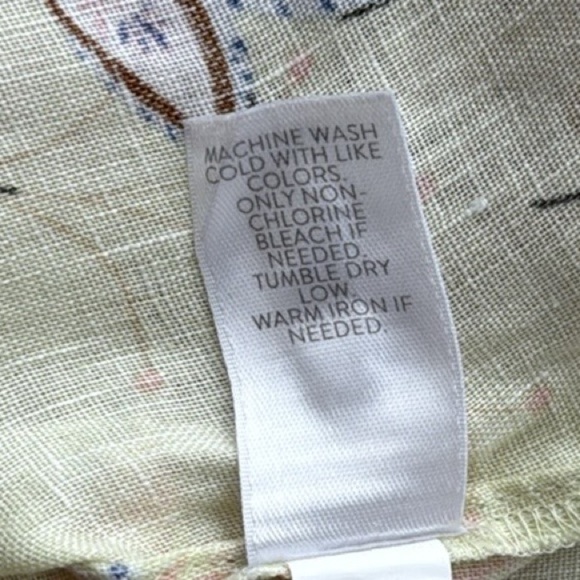 MACHINE WASH
COLD WITH LIKE
COLORS.
ONLY NON-
CHLORINE
BLEACH IF
NEEDED.
TUMBLE DRY
LOW.
WARM IRON IF
NEEDED.